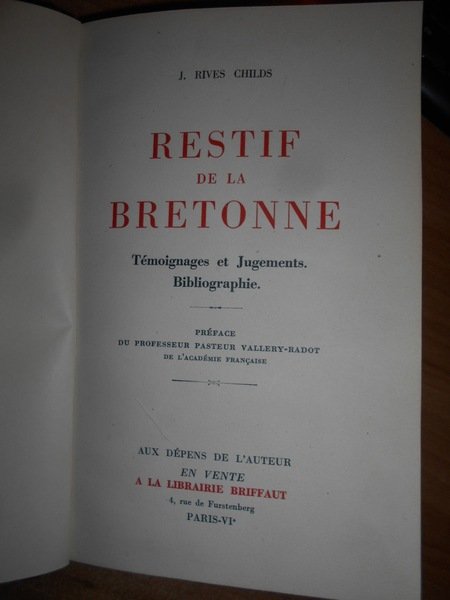 J. RIVES CHILDS
RESTIF
DE LA
BRETONNE
Témoignages et Jugements.
Bibliographie.
PRÉFACE
DU PROFESSEUR PASTEUR VALLERY-RADOT
DE L'ACADÉMIE FRANÇAISE
AUX DÉPENS DE L'AUTEUR
EN VENTE
A LA LIBRAIRIE BRIFFAUT
4, rue de Furstenberg
PARIS-VIᵉ